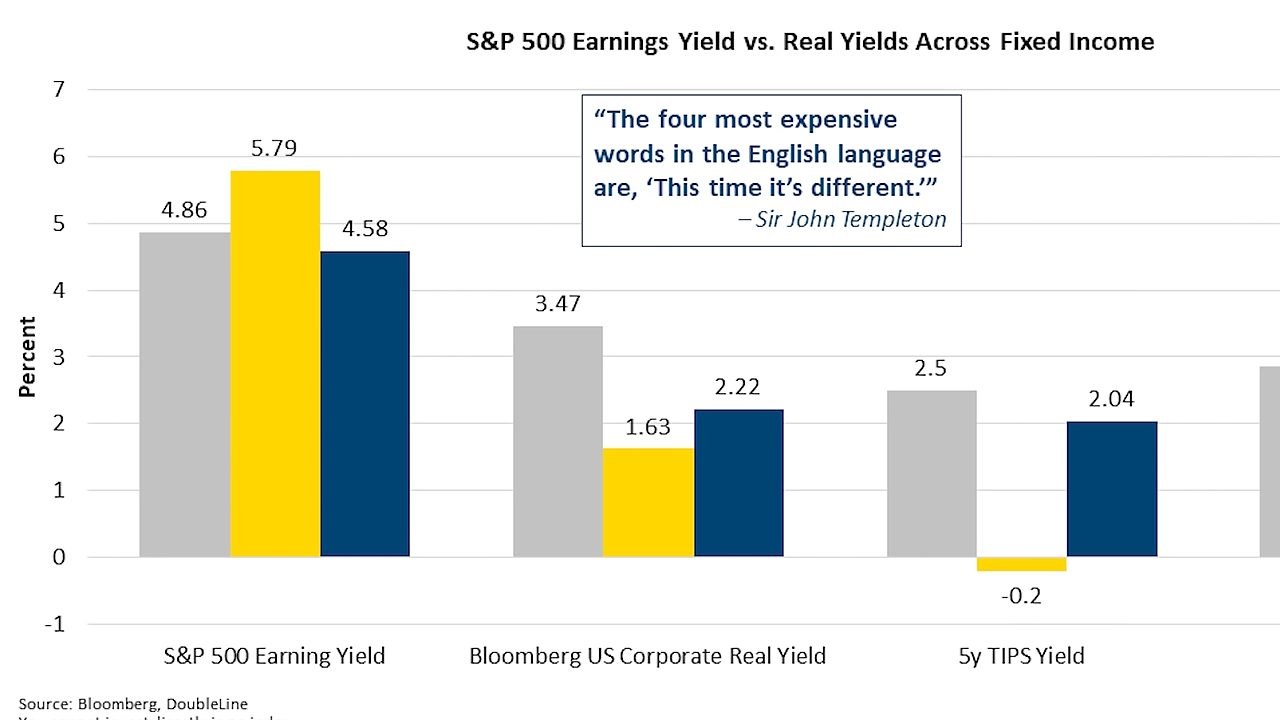 S&P 500 Earnings Yield vs. Real Yields Across Fixed Income
7
6
5
4
3
2
1
0
-1
Percent
“The four most expensive
words in the English language
are, ‘This time it’s different.’”
– Sir John Templeton
4.86
5.79
4.58
3.47
1.63
2.22
2.5
-0.2
2.04
S&P 500 Earning Yield
Bloomberg US Corporate Real Yield
5y TIPS Yield
Source: Bloomberg, DoubleLine